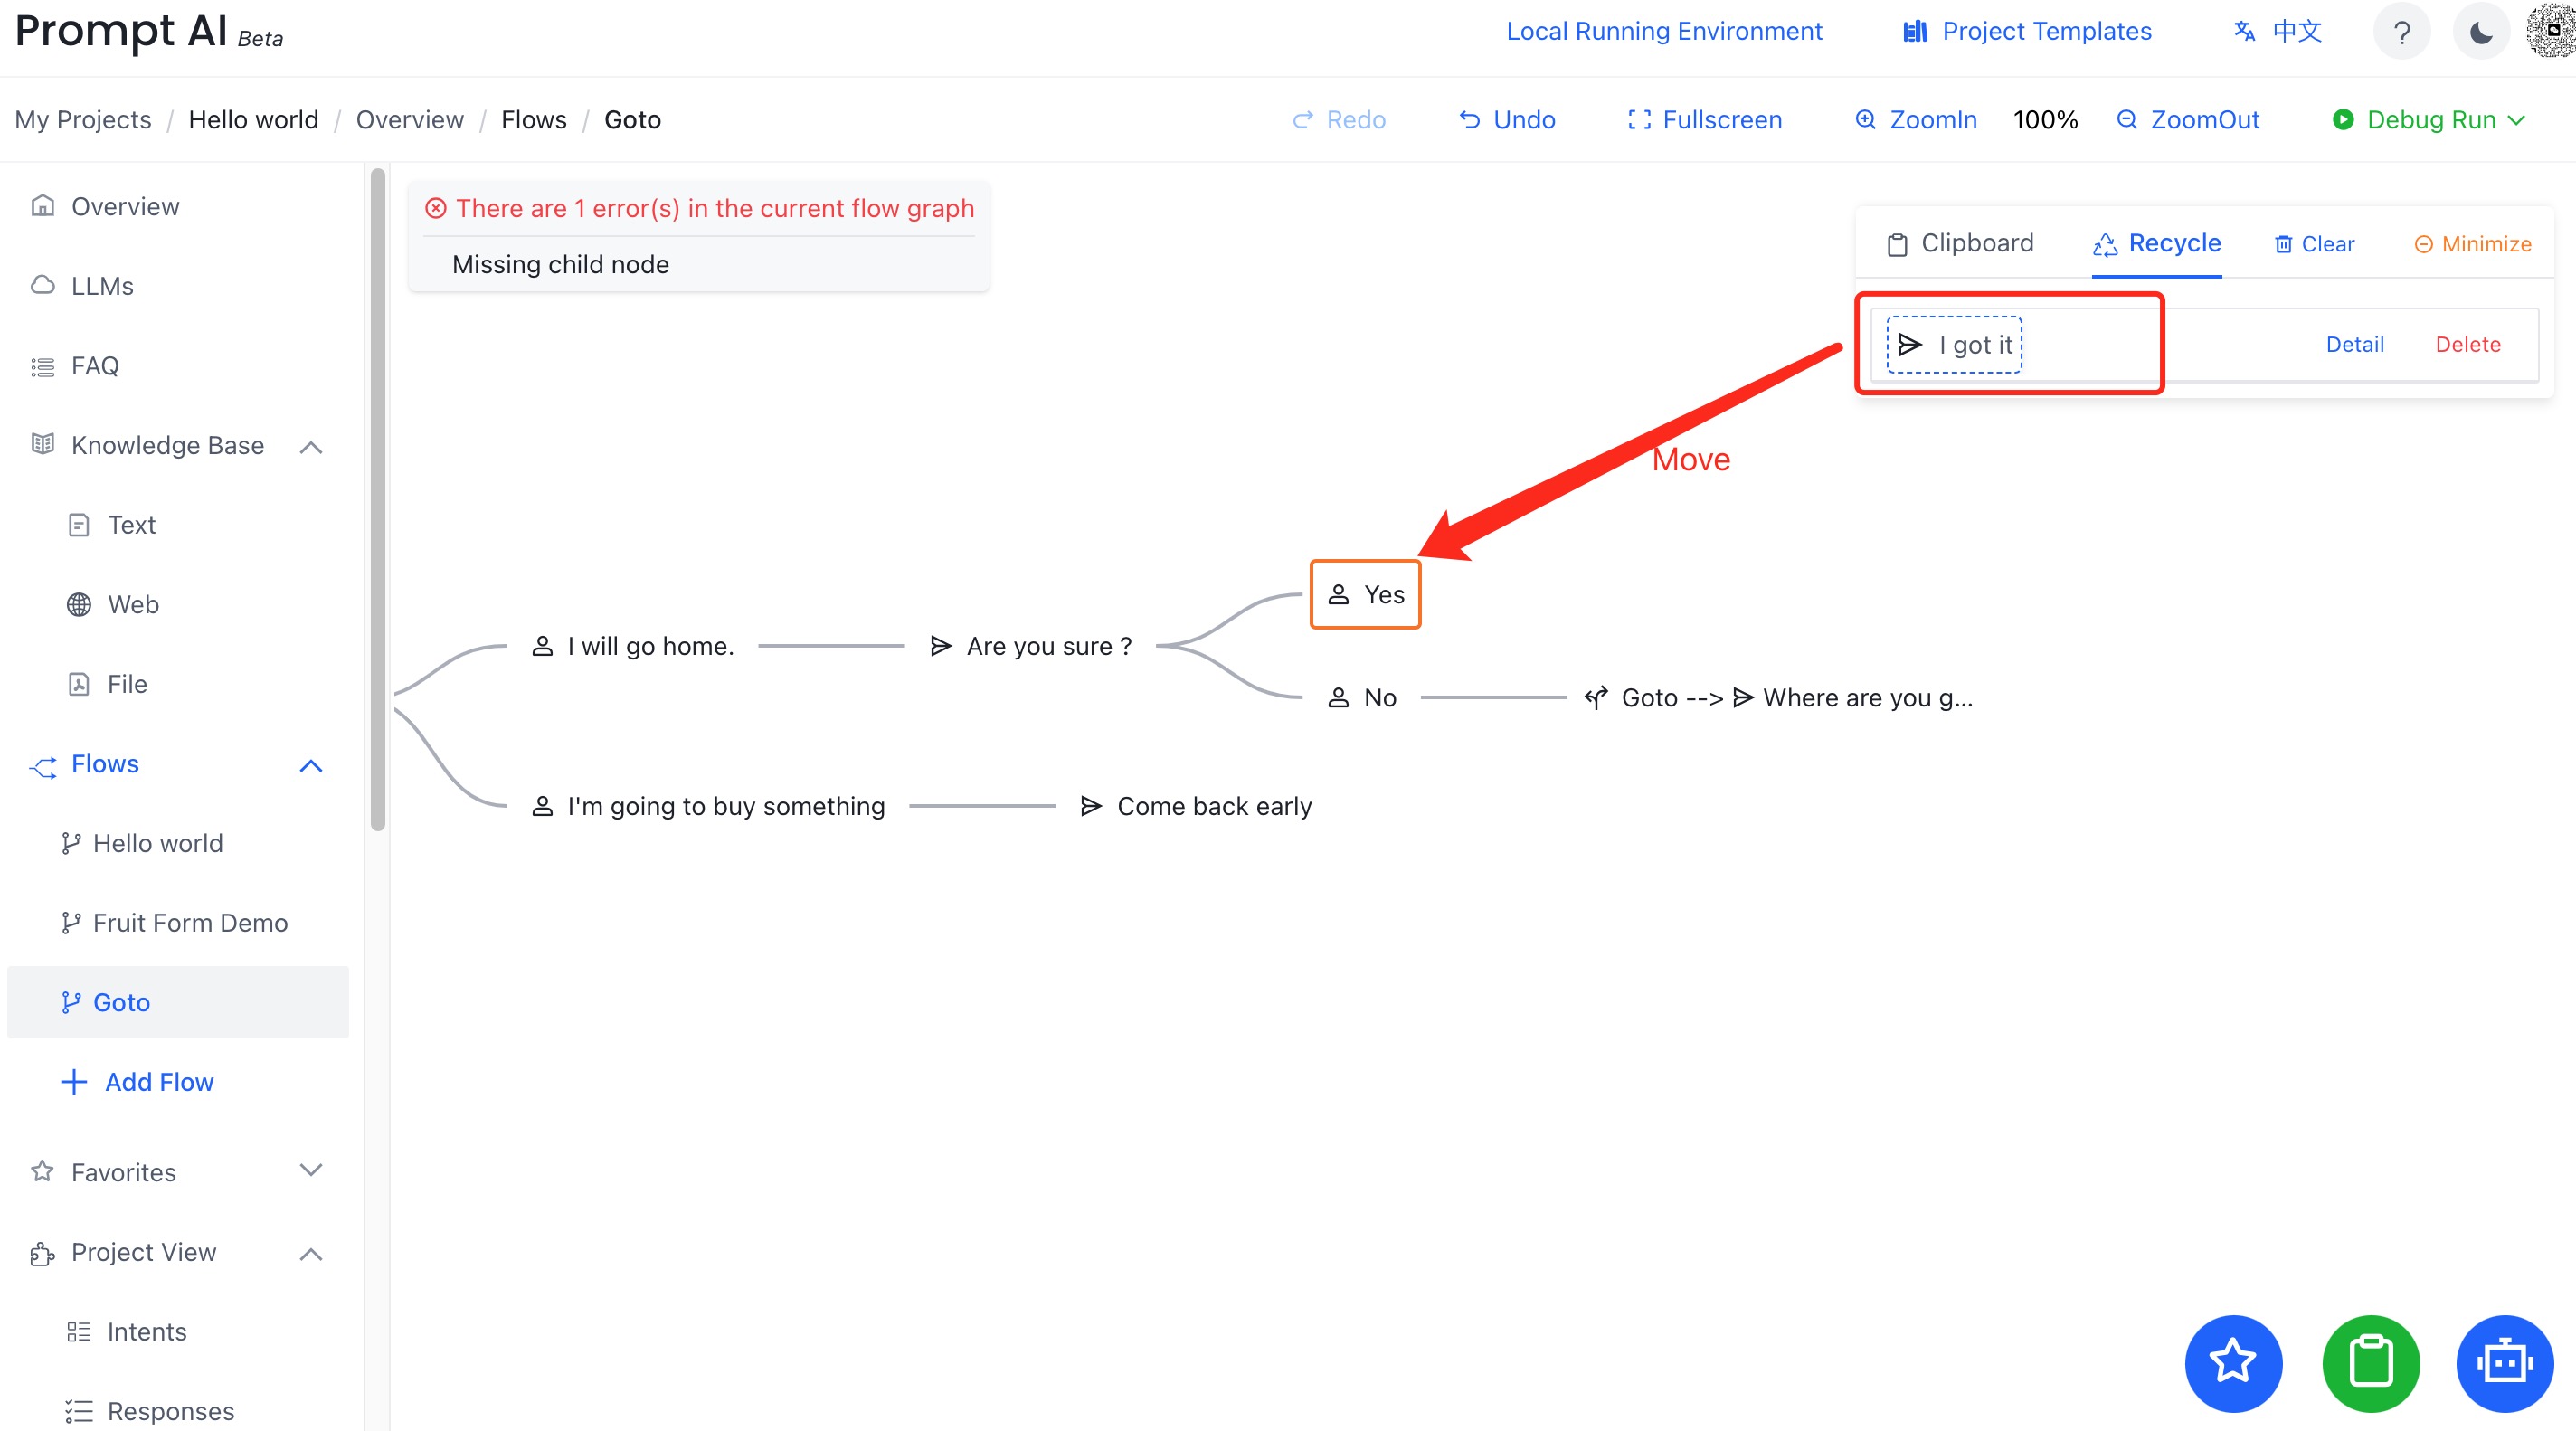 Prompt AI Beta
Local Running Environment
Project Templates
中文
?
My Projects / Hello world / Overview / Flows / Goto
Redo
Undo
Fullscreen
ZoomIn
100%
ZoomOut
Debug Run
Overview
LLMs
FAQ
Knowledge Base
Text
Web
File
Flows
Hello world
Fruit Form Demo
Goto
Add Flow
Favorites
Project View
Intents
Responses
There are 1 error(s) in the current flow graph
Missing child node
Clipboard
Recycle
Clear
Minimize
I got it
Detail
Delete
Move
Yes
I will go home.
Are you sure ?
No
Goto --> Where are you g...
I'm going to buy something
Come back early